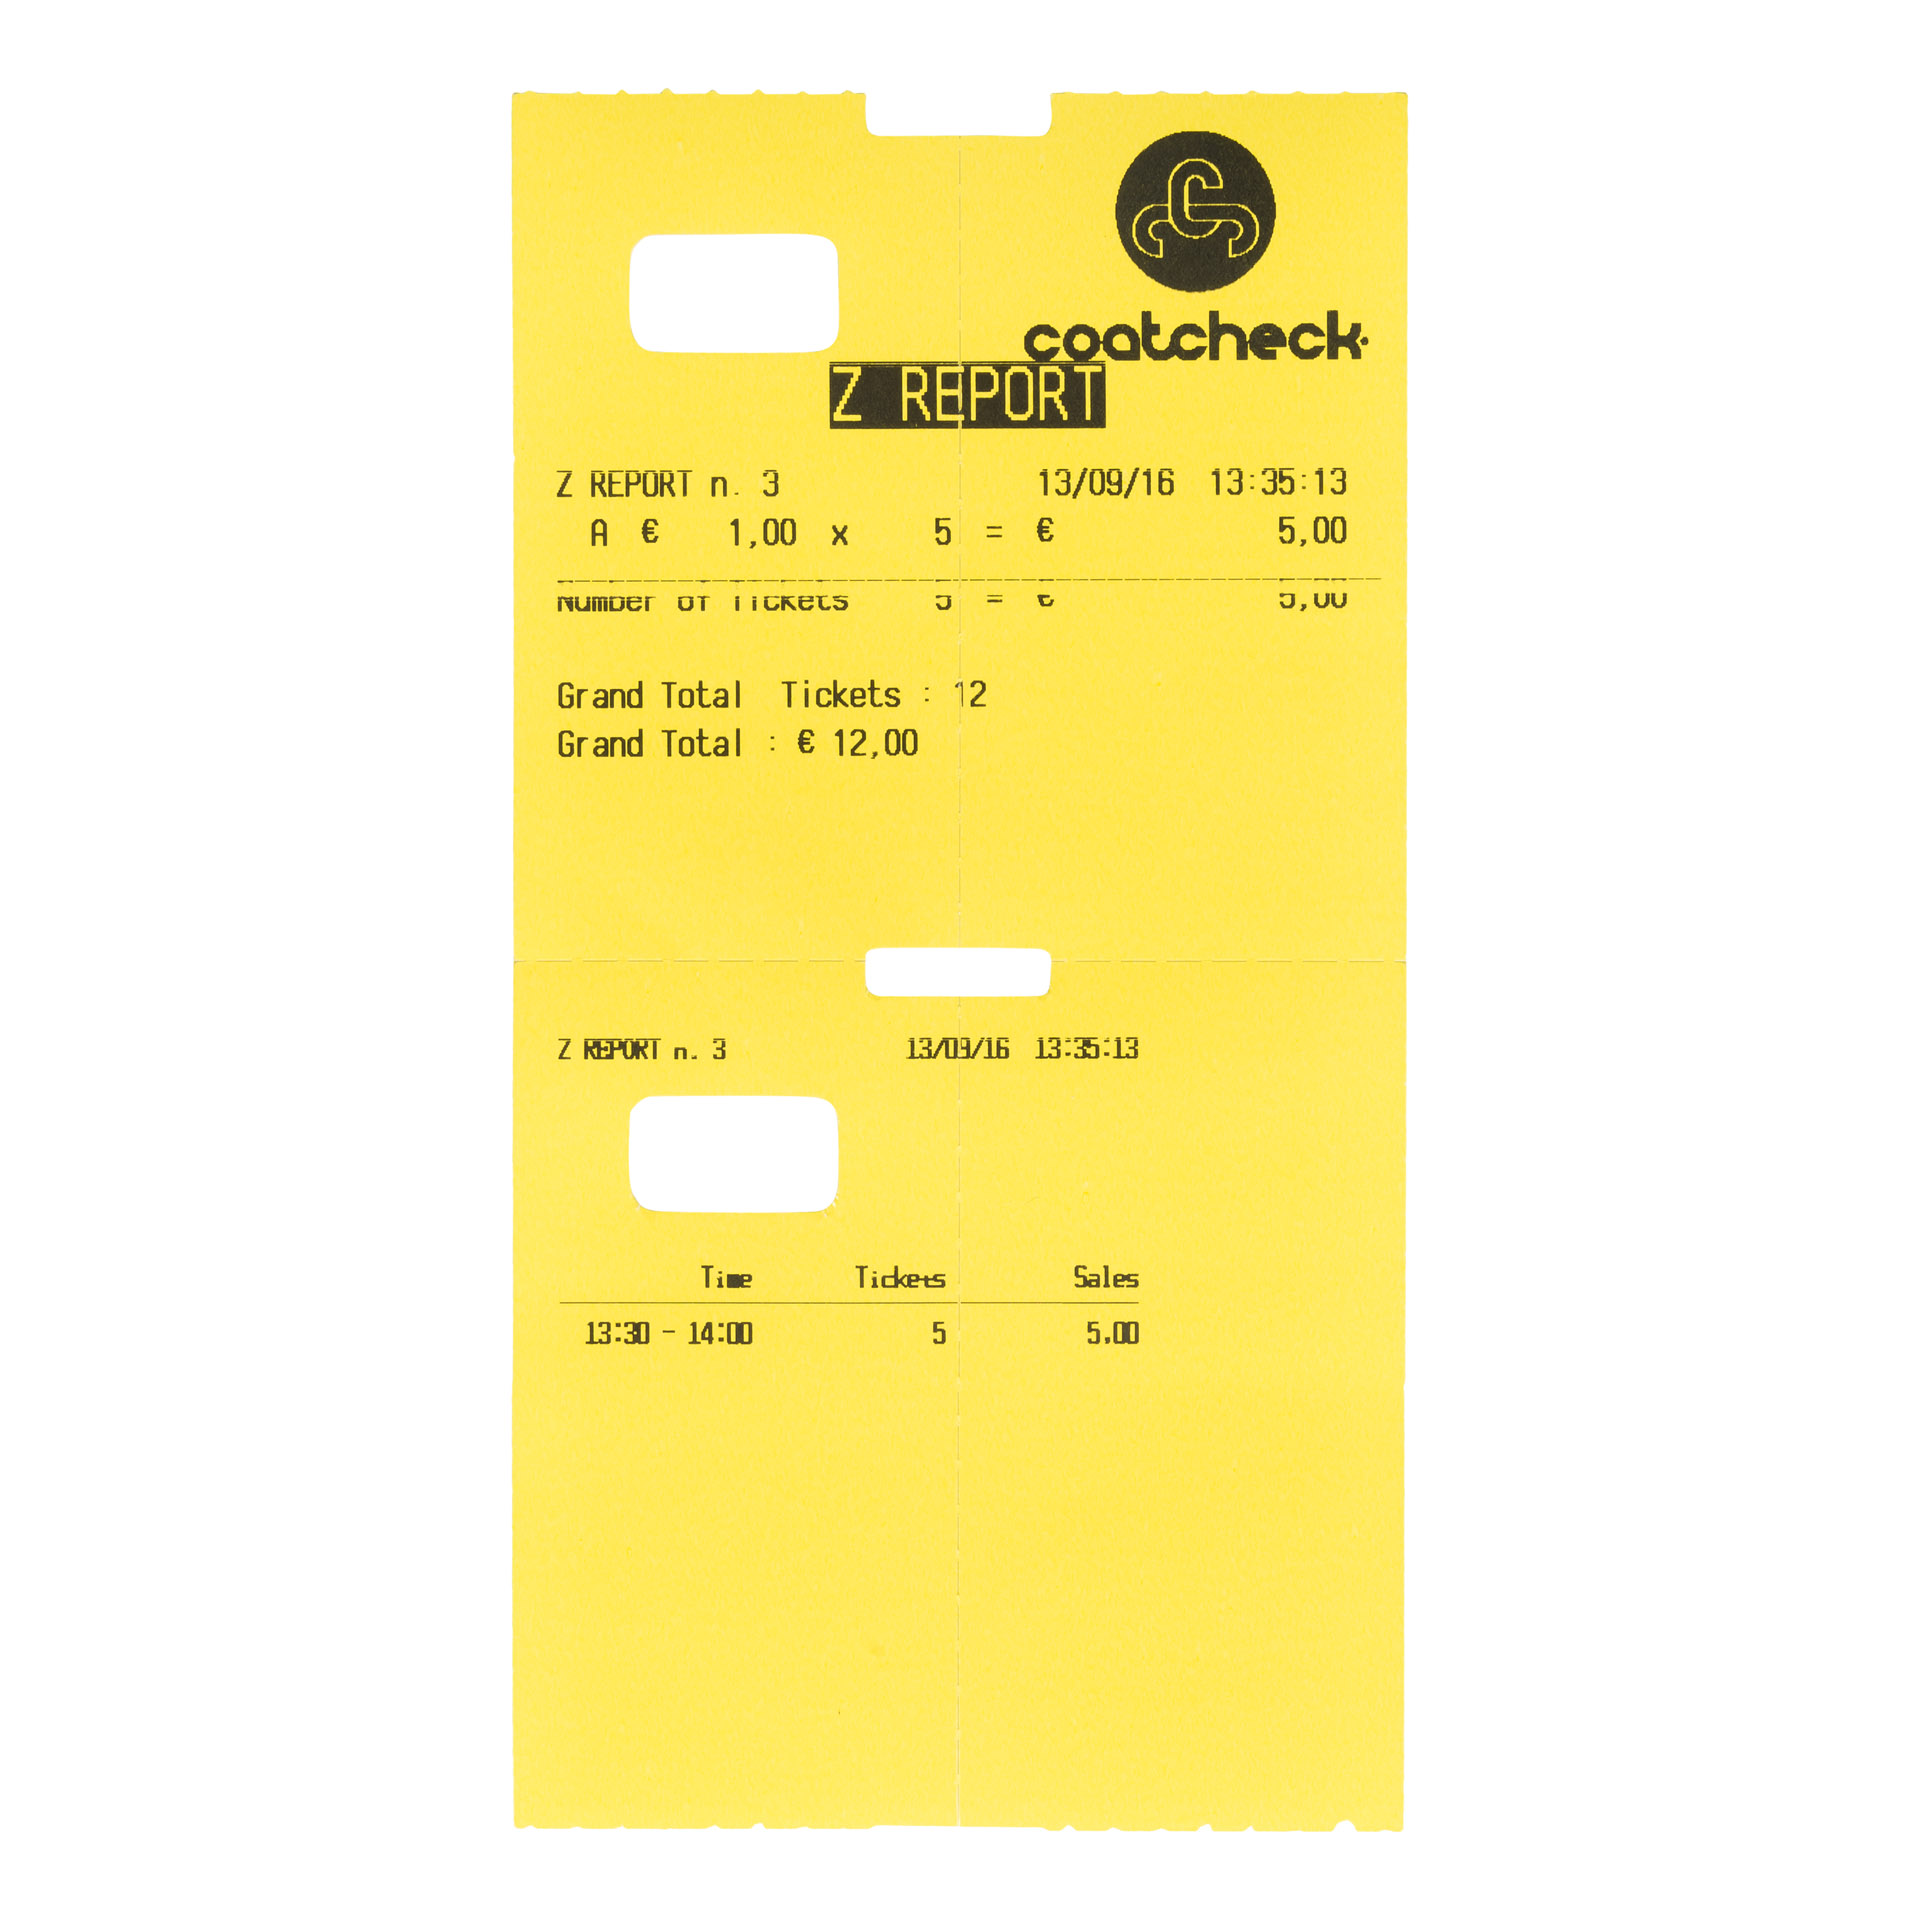 coatcheck
Z REPORT
Z REPORT n. 3 13/09/16 13:35:13
A € 1,00 x 5 = € 5,00
Number of Tickets 5 = € 5,00
Grand Total Tickets : 12
Grand Total : € 12,00
Z REPORT n. 3 13/09/16 13:35:13
Time Tickets Sales
13:30 - 14:00 5 5,00